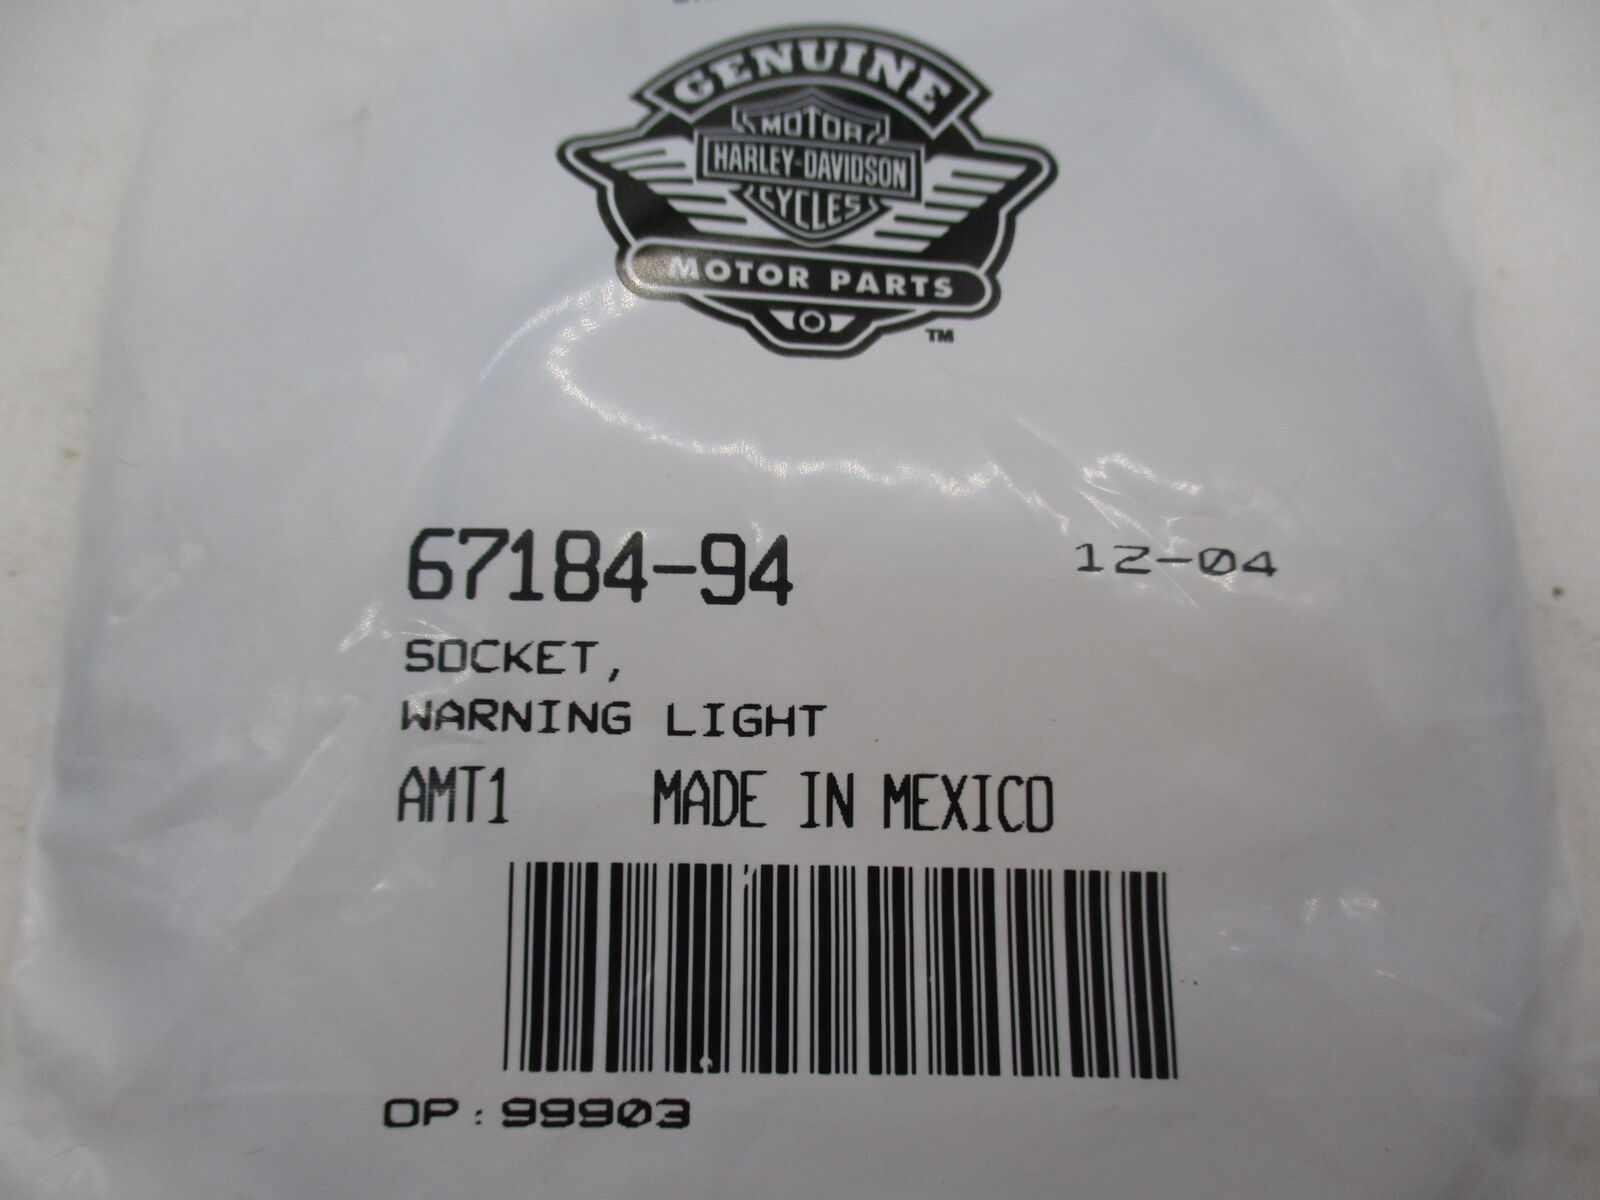 GENUINE
MOTOR
HARLEY-DAVIDSON
CYCLES
MOTOR PARTS
TM
67184-94 12-04
SOCKET,
WARNING LIGHT
AMT1 MADE IN MEXICO
OP: 99903